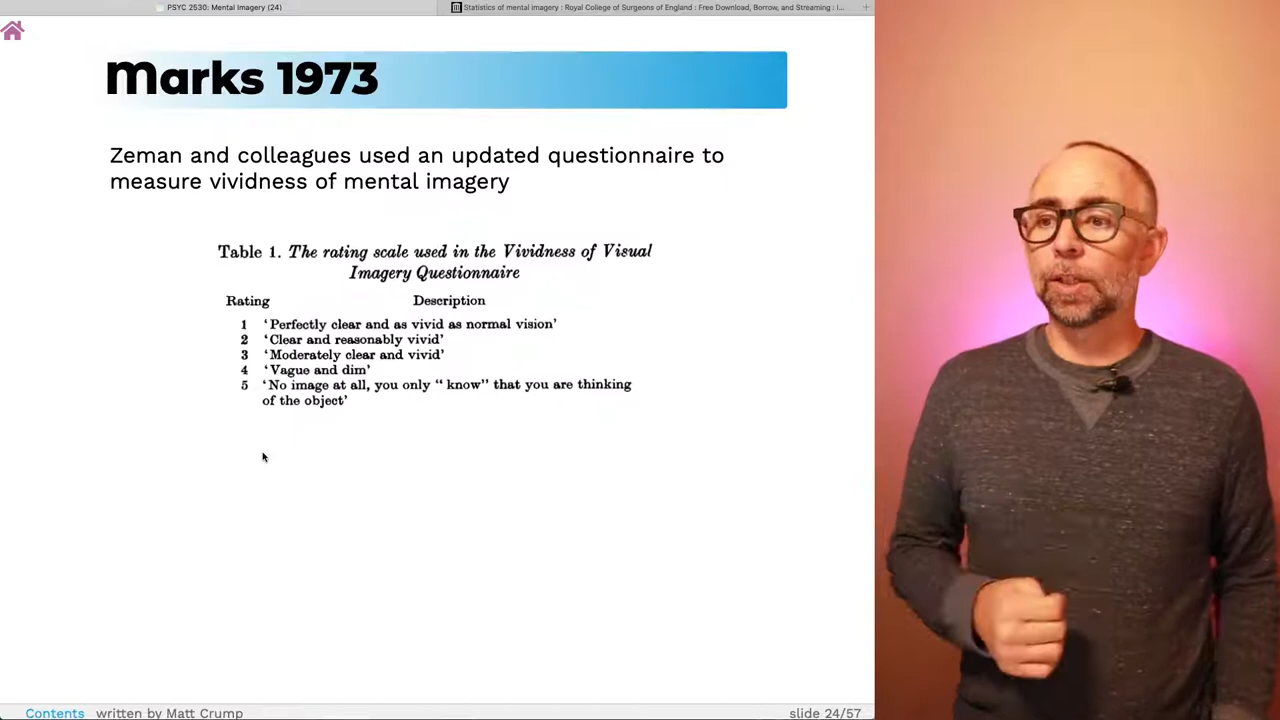 PSYC 2530: Mental Imagery (24)
Statistics of mental imagery : Royal College of Surgeons of England : Free Download, Borrow, and Streaming : I...
Marks 1973
Zeman and colleagues used an updated questionnaire to
measure vividness of mental imagery
Table 1. The rating scale used in the Vividness of Visual
Imagery Questionnaire
Rating Description
1 ‘Perfectly clear and as vivid as normal vision’
2 ‘Clear and reasonably vivid’
3 ‘Moderately clear and vivid’
4 ‘Vague and dim’
5 ‘No image at all, you only “ know” that you are thinking
of the object’
Contents written by Matt Crump slide 24/57